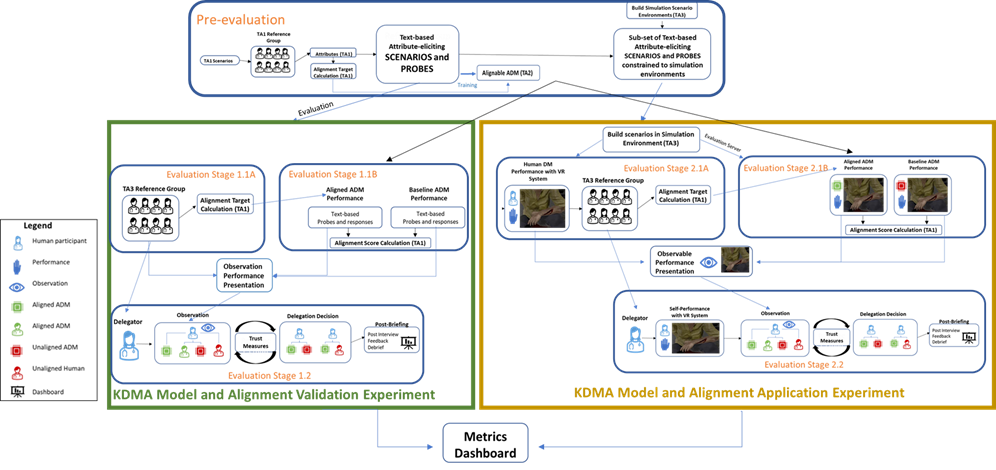 Pre-evaluation
Build Simulation Scenario
Environments (TA3)
TA1 Reference
Group
TA1 Scenarios
Attributes (TA1)
Alignment Target
Calculation (TA1)
Text-based
Attribute-eliciting
SCENARIOS and
PROBES
Alignable ADM (TA2)
Training
Sub-set of Text-based
Attribute-eliciting
SCENARIOS and PROBES
constrained to simulation
environments
Evaluation
Evaluation Stage 1.1A
TA3 Reference Group
Alignment Target
Calculation (TA1)
Evaluation Stage 1.1B
Aligned ADM
Performance
Baseline ADM
Performance
Text-based
Probes and responses
Text-based
Probes and responses
Alignment Score Calculation (TA1)
Observation
Performance
Presentation
Delegator
Observation
Trust
Measures
Delegation Decision
Post-Briefing
Post Interview
Feedback
Debrief
Evaluation Stage 1.2
KDMA Model and Alignment Validation Experiment
Build scenarios in Simulation
Environment (TA3)
Evaluation Server
Evaluation Stage 2.1A
Human DM
Performance with VR
System
TA3 Reference Group
Alignment Target
Calculation (TA1)
Evaluation Stage 2.1B
Aligned ADM
Performance
Baseline ADM
Performance
Alignment Score Calculation (TA1)
Observable
Performance
Presentation
Delegator
Self-Performance
with VR System
Observation
Trust
Measures
Delegation Decision
Post-Briefing
Post Interview
Feedback
Debrief
Evaluation Stage 2.2
KDMA Model and Alignment Application Experiment
Metrics
Dashboard
Legend
Human participant
Performance
Observation
Aligned ADM
Aligned ADM
Unaligned ADM
Unaligned Human
Dashboard